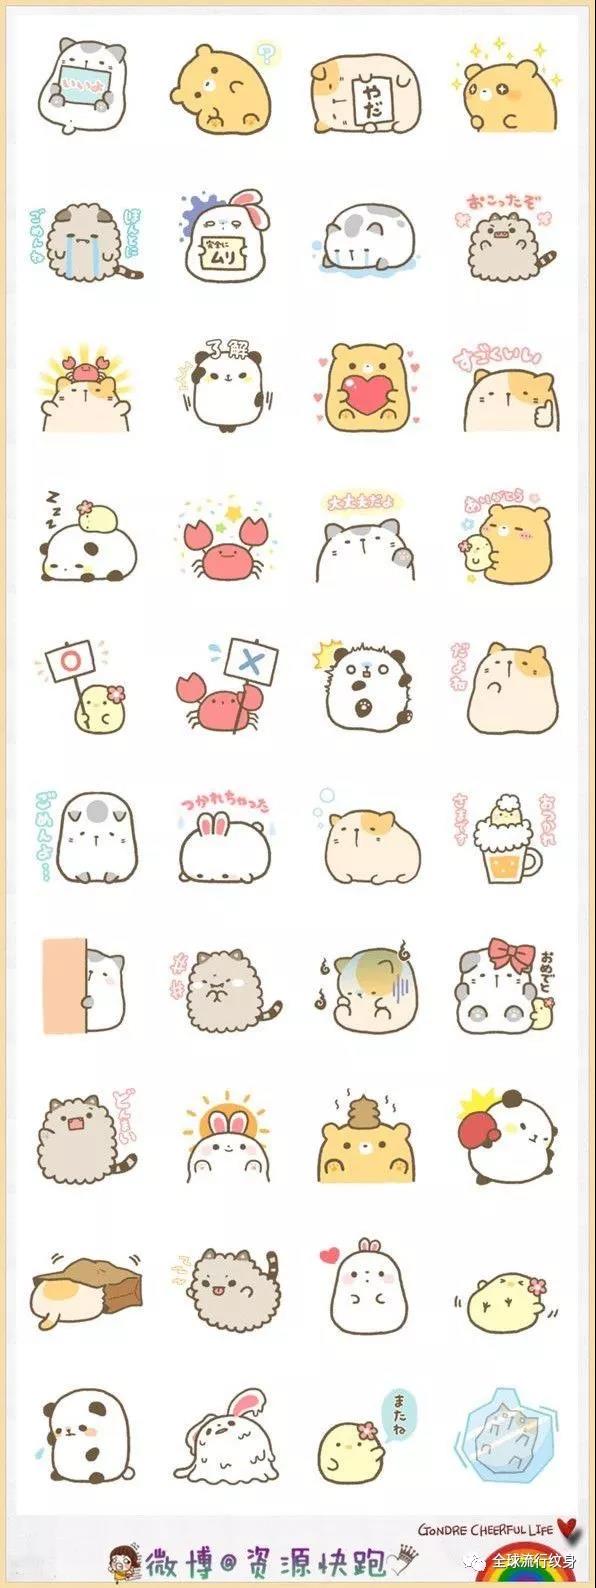 いいよ
?
やだ
ごめんね
ほんとに
完全に
ムリ
おこったぞ
了解
すごくいい
z z z
大丈夫だよ
ありがとう
O
X
だよね
ごめんよ…
つかれちゃった
おつかれ
さまです
おめでと
どんまい
またね
GONDRE CHEERFUL LIFE
微博@资源快跑
全球流行纹身